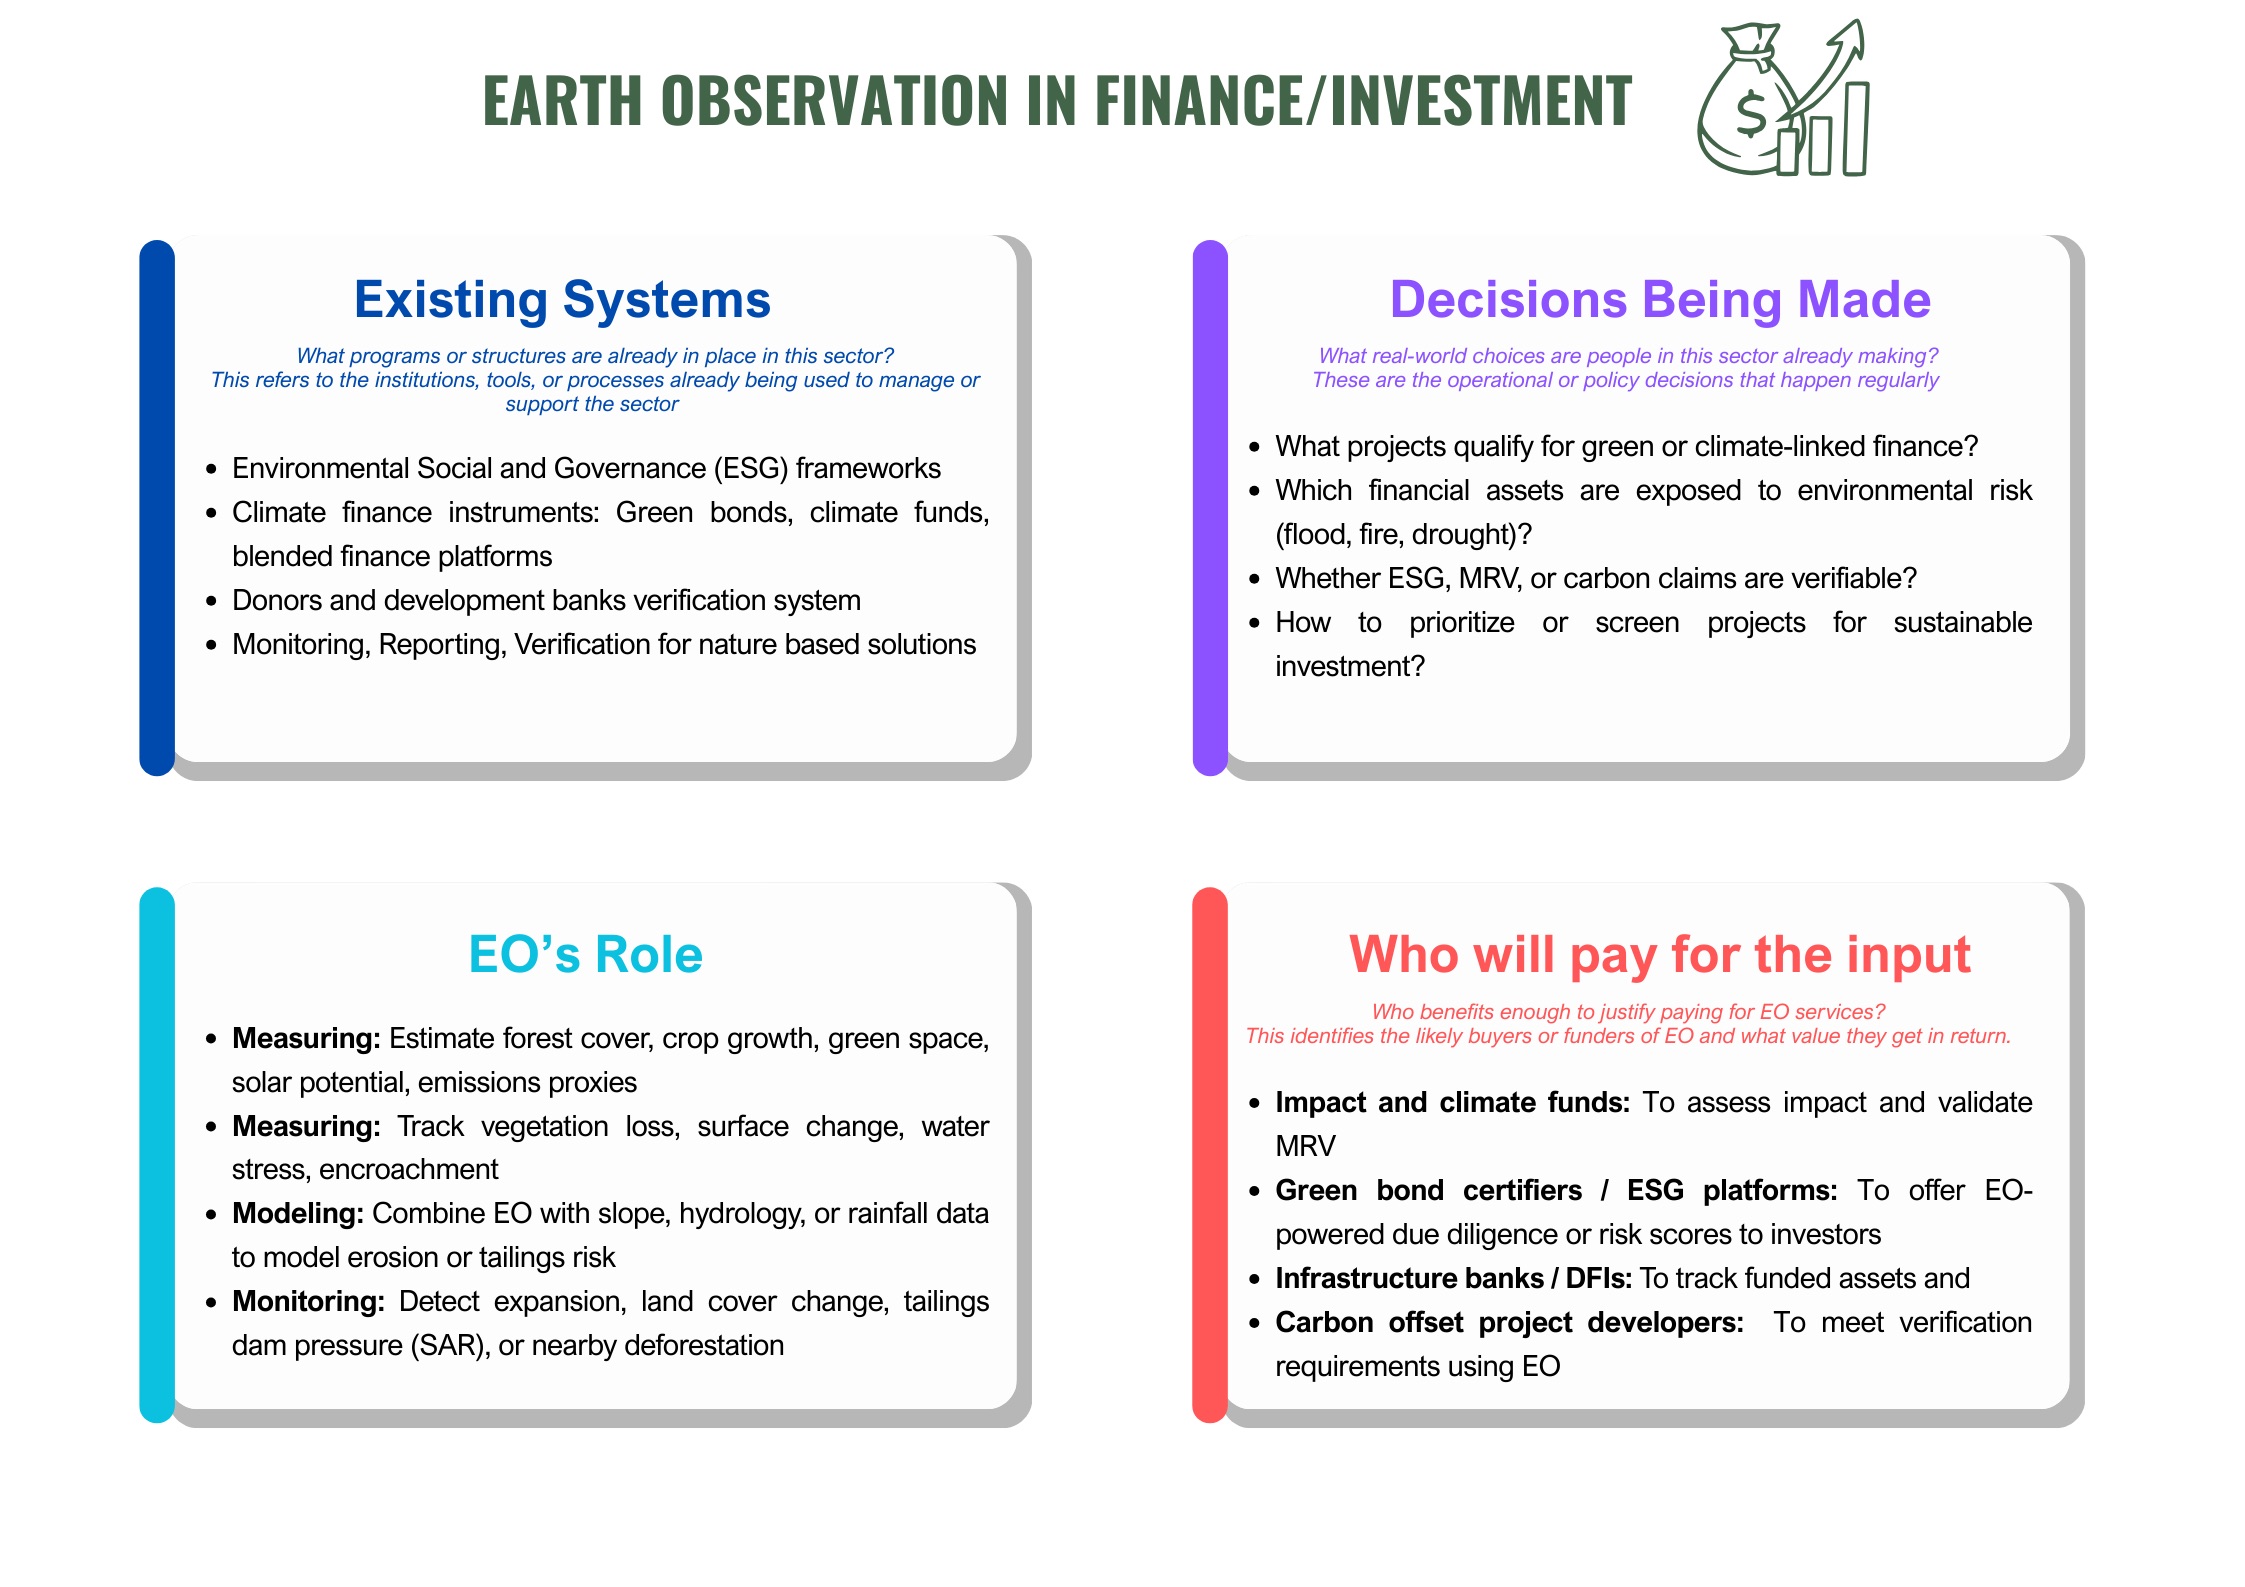 EARTH OBSERVATION IN FINANCE/INVESTMENT
$
Existing Systems
What programs or structures are already in place in this sector?
This refers to the institutions, tools, or processes already being used to manage or
support the sector
• Environmental Social and Governance (ESG) frameworks
• Climate finance instruments: Green bonds, climate funds,
blended finance platforms
• Donors and development banks verification system
• Monitoring, Reporting, Verification for nature based solutions
Decisions Being Made
What real-world choices are people in this sector already making?
These are the operational or policy decisions that happen regularly
• What projects qualify for green or climate-linked finance?
• Which financial assets are exposed to environmental risk
(flood, fire, drought)?
• Whether ESG, MRV, or carbon claims are verifiable?
• How to prioritize or screen projects for sustainable
investment?
EO’s Role
• Measuring: Estimate forest cover, crop growth, green space,
solar potential, emissions proxies
• Measuring: Track vegetation loss, surface change, water
stress, encroachment
• Modeling: Combine EO with slope, hydrology, or rainfall data
to model erosion or tailings risk
• Monitoring: Detect expansion, land cover change, tailings
dam pressure (SAR), or nearby deforestation
Who will pay for the input
Who benefits enough to justify paying for EO services?
This identifies the likely buyers or funders of EO and what value they get in return.
• Impact and climate funds: To assess impact and validate
MRV
• Green bond certifiers / ESG platforms: To offer EO-
powered due diligence or risk scores to investors
• Infrastructure banks / DFIs: To track funded assets and
• Carbon offset project developers: To meet verification
requirements using EO